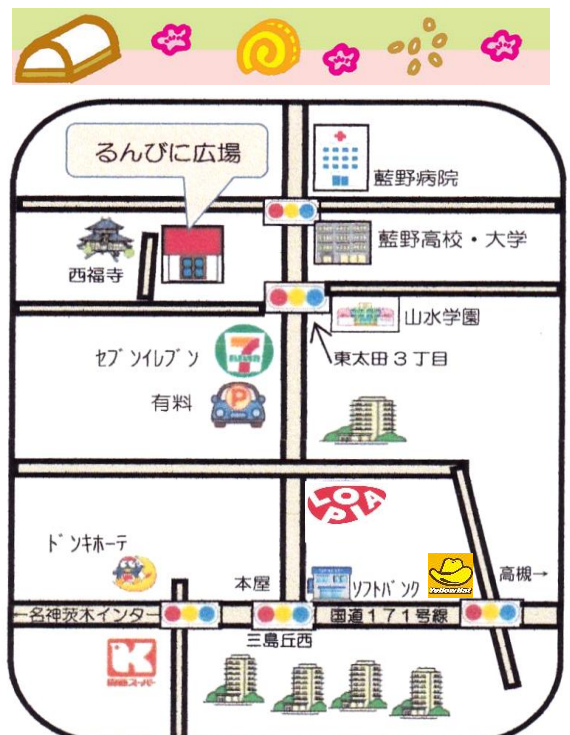 るんびに広場
藍野病院
藍野高校・大学
西福寺
山水学園
セブンイレブン
7
ELEVEN
東太田3丁目
有料
P
LOPIA
ドンキホーテ
本屋
ソフトバンク
YellowHat
高槻→
←名神茨木インター
国道171号線
三島丘西
K